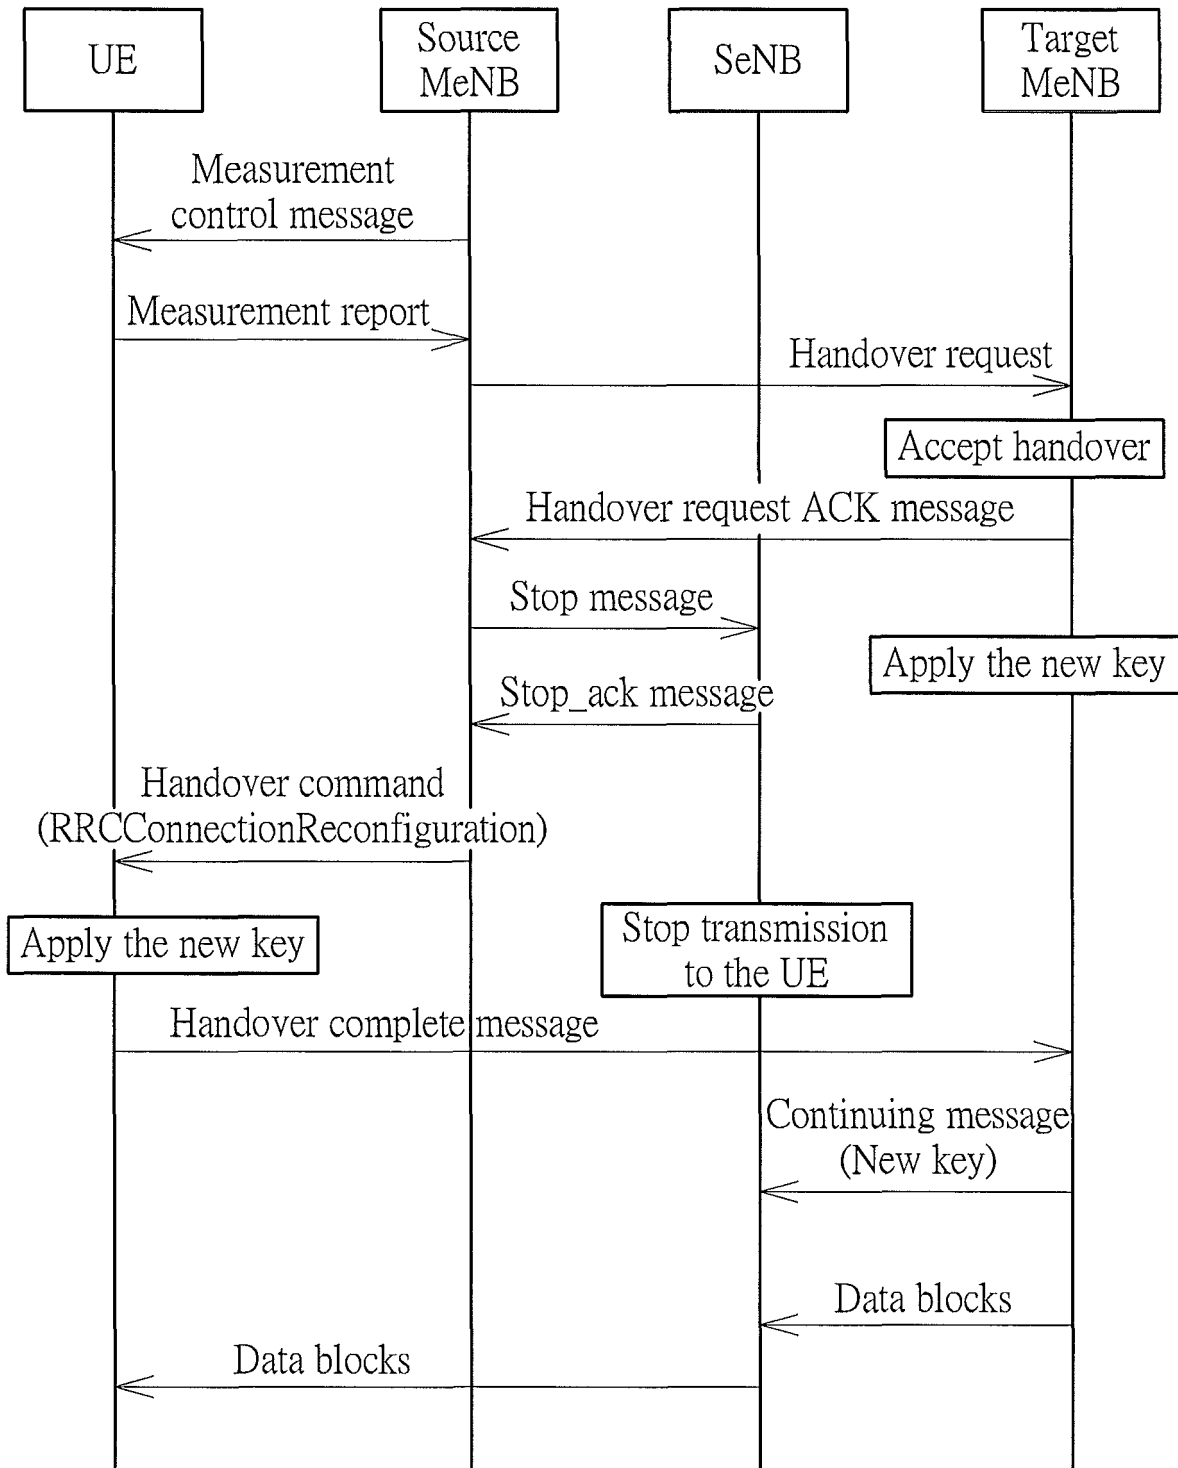 UE
Source
MeNB
SeNB
Target
MeNB
Measurement
control message
Measurement report
Handover request
Accept handover
Handover request ACK message
Stop message
Apply the new key
Stop_ack message
Handover command
(RRCConnectionReconfiguration)
Apply the new key
Stop transmission
to the UE
Handover complete message
Continuing message
(New key)
Data blocks
Data blocks